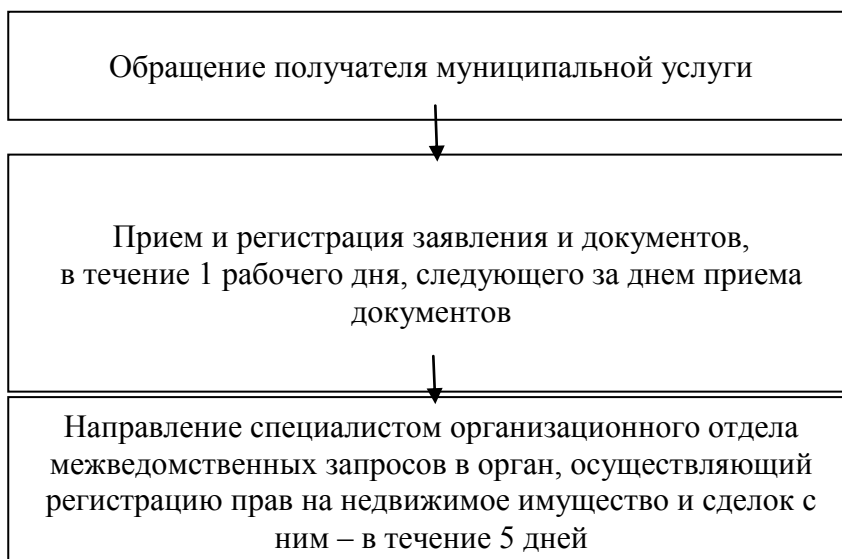 Обращение получателя муниципальной услуги
Прием и регистрация заявления и документов,
в течение 1 рабочего дня, следующего за днем приема
документов
Направление специалистом организационного отдела
межведомственных запросов в орган, осуществляющий
регистрацию прав на недвижимое имущество и сделок с
ним – в течение 5 дней